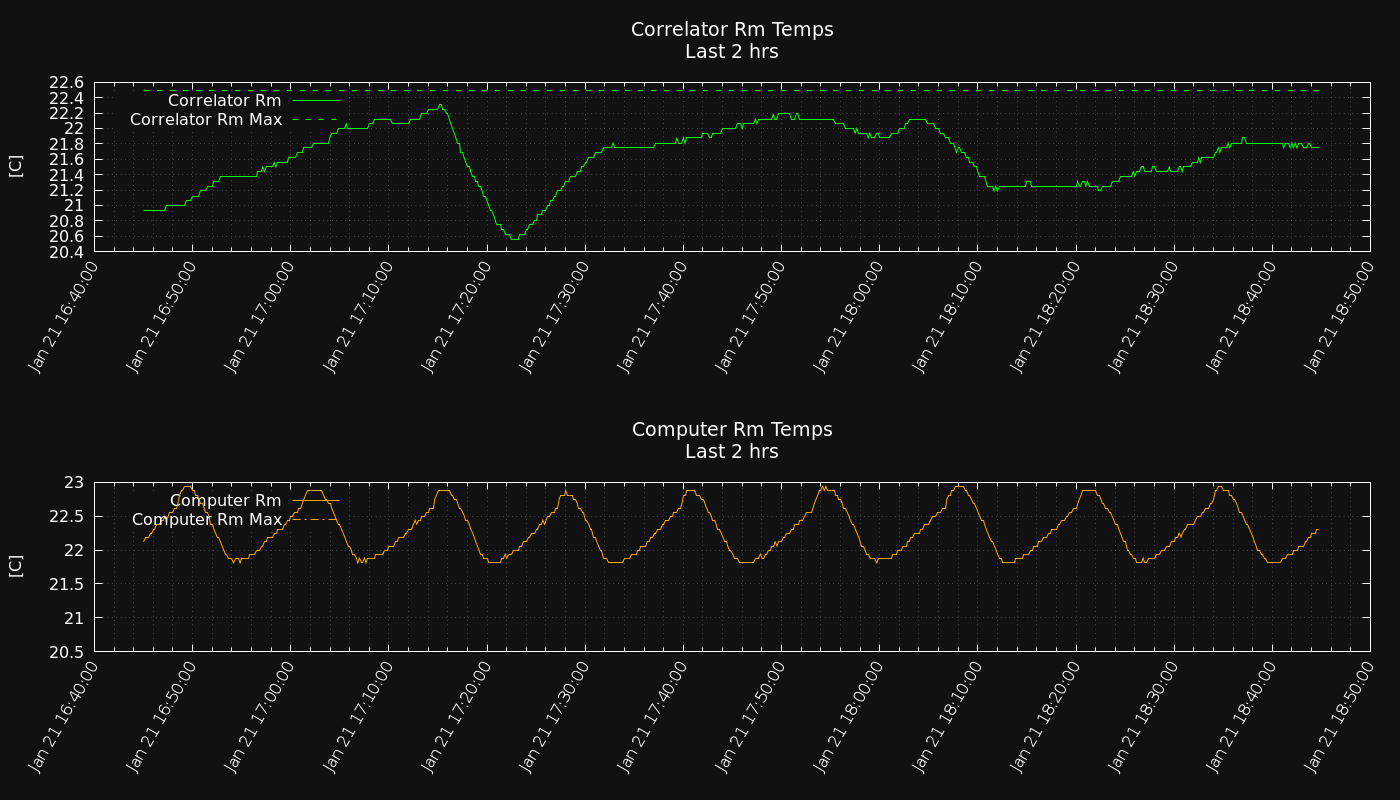 Correlator Rm Temps
Last 2 hrs
22.6
22.4
22.2
22
21.8
21.6
21.4
21.2
21
20.8
20.6
20.4
[C]
Correlator Rm
Correlator Rm Max
Jan 21 16:40:00
Jan 21 16:50:00
Jan 21 17:00:00
Jan 21 17:10:00
Jan 21 17:20:00
Jan 21 17:30:00
Jan 21 17:40:00
Jan 21 17:50:00
Jan 21 18:00:00
Jan 21 18:10:00
Jan 21 18:20:00
Jan 21 18:30:00
Jan 21 18:40:00
Jan 21 18:50:00
Computer Rm Temps
Last 2 hrs
23
22.5
22
21.5
21
20.5
[C]
Computer Rm
Computer Rm Max
Jan 21 16:40:00
Jan 21 16:50:00
Jan 21 17:00:00
Jan 21 17:10:00
Jan 21 17:20:00
Jan 21 17:30:00
Jan 21 17:40:00
Jan 21 17:50:00
Jan 21 18:00:00
Jan 21 18:10:00
Jan 21 18:20:00
Jan 21 18:30:00
Jan 21 18:40:00
Jan 21 18:50:00